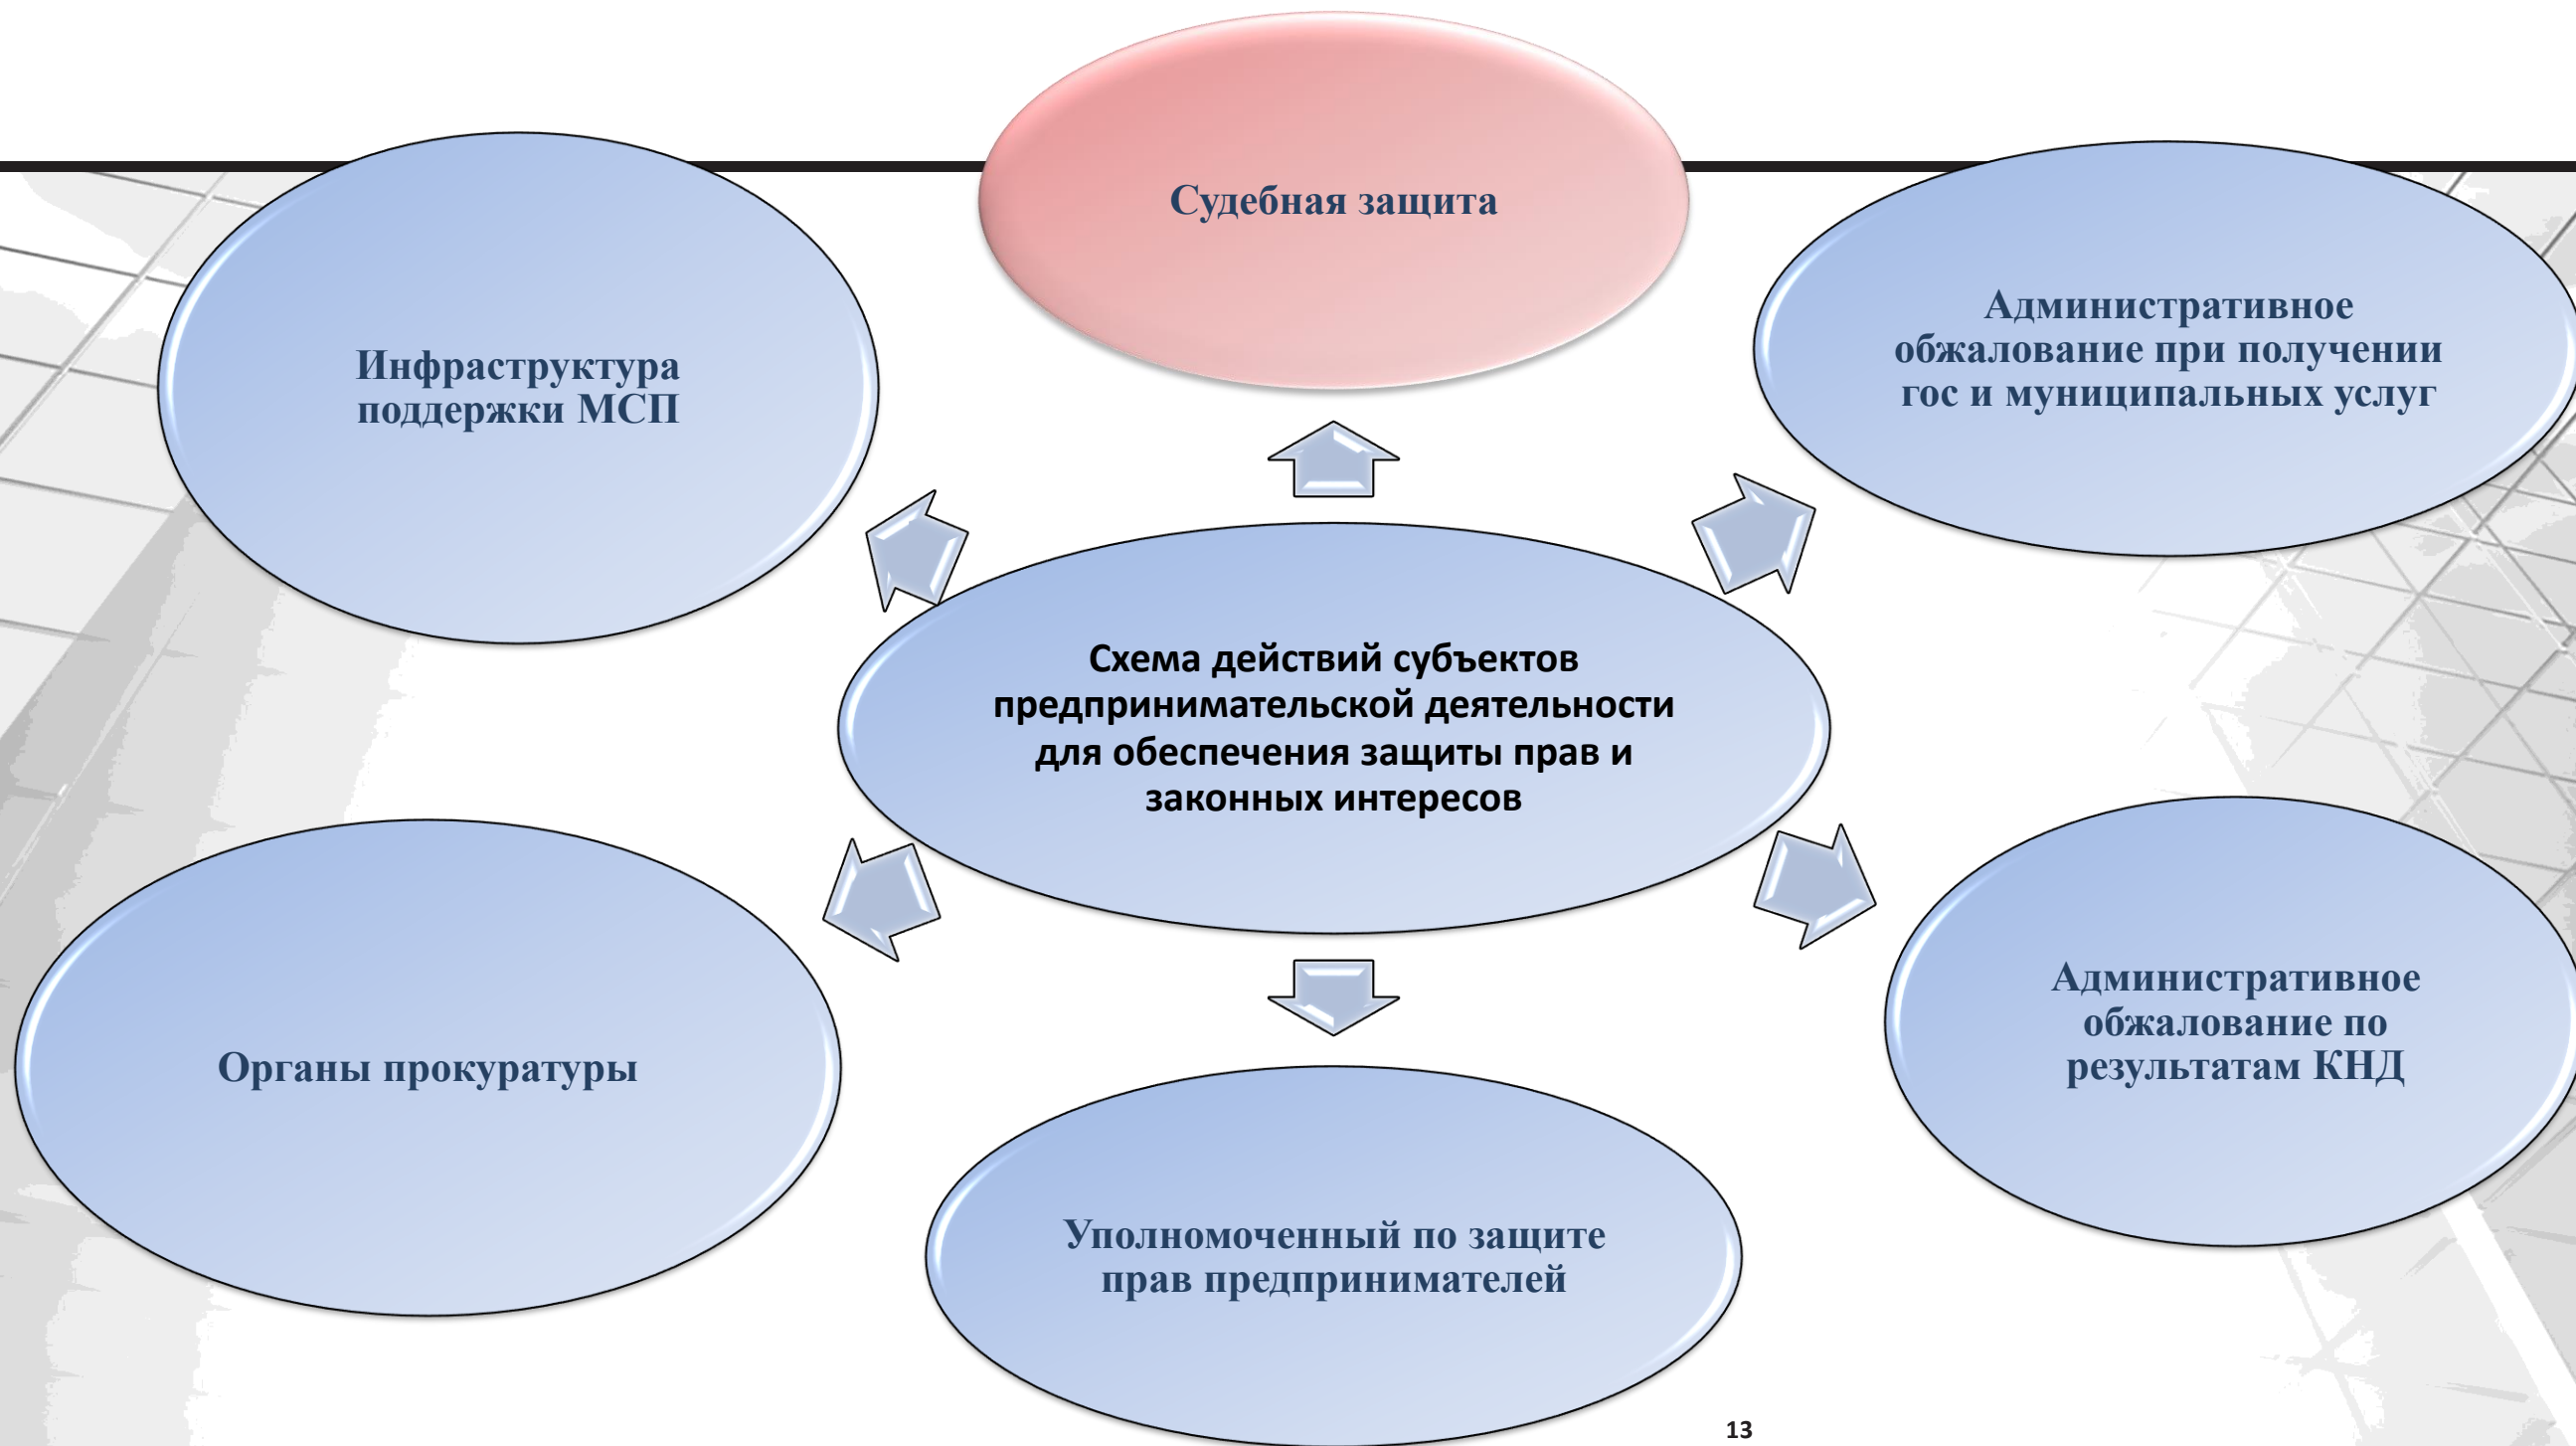 Судебная защита
Инфраструктура
поддержки МСП
Административное
обжалование при получении
гос и муниципальных услуг
Схема действий субъектов
предпринимательской деятельности
для обеспечения защиты прав и
законных интересов
Органы прокуратуры
Административное
обжалование по
результатам КНД
Уполномоченный по защите
прав предпринимателей
13